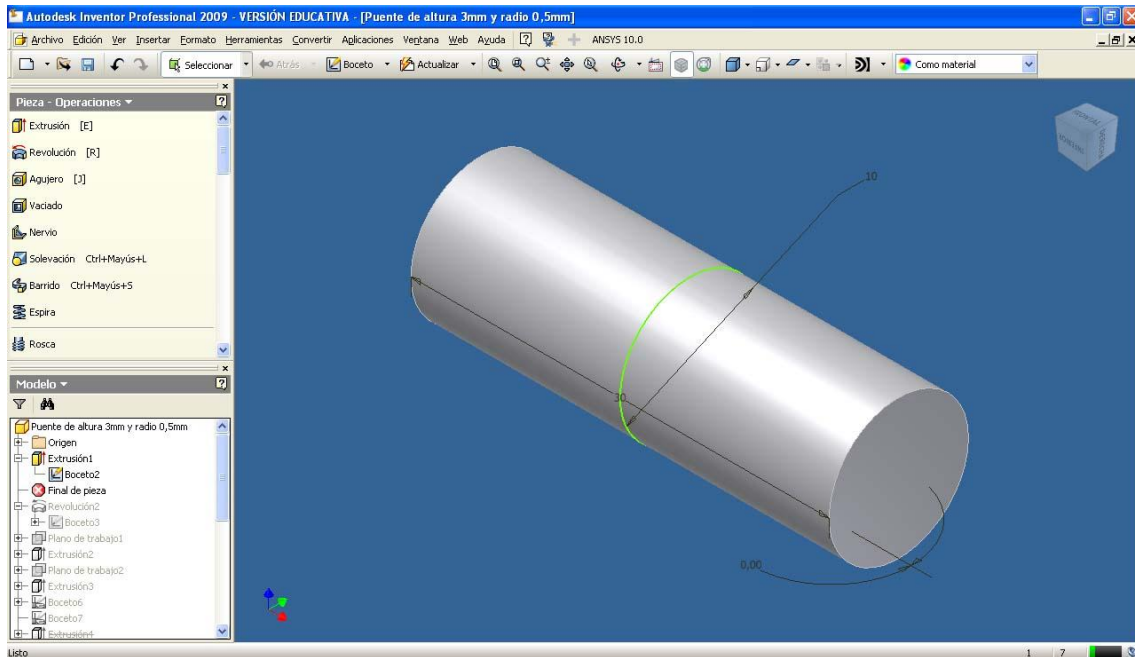 Autodesk Inventor Professional 2009 - VERSIÓN EDUCATIVA - [Puente de altura 3mm y radio 0,5mm]
Archivo Edición Ver Insertar Formato Herramientas Convertir Aplicaciones Ventana Web Ayuda ANSYS 10.0
Seleccionar Atrás Boceto Actualizar Como material
Pieza - Operaciones
Extrusión [E]
Revolución [R]
Agujero [J]
Vaciado
Nervio
Solevación Ctrl+Mayús+L
Barrido Ctrl+Mayús+S
Espira
Rosca
Modelo
Puente de altura 3mm y radio 0,5mm
Origen
Extrusión1
Boceto2
Final de pieza
Revolución2
Boceto3
Plano de trabajo1
Extrusión2
Plano de trabajo2
Extrusión3
Boceto6
Boceto7
Extrusión4
10
30
0,00
Listo
1 7